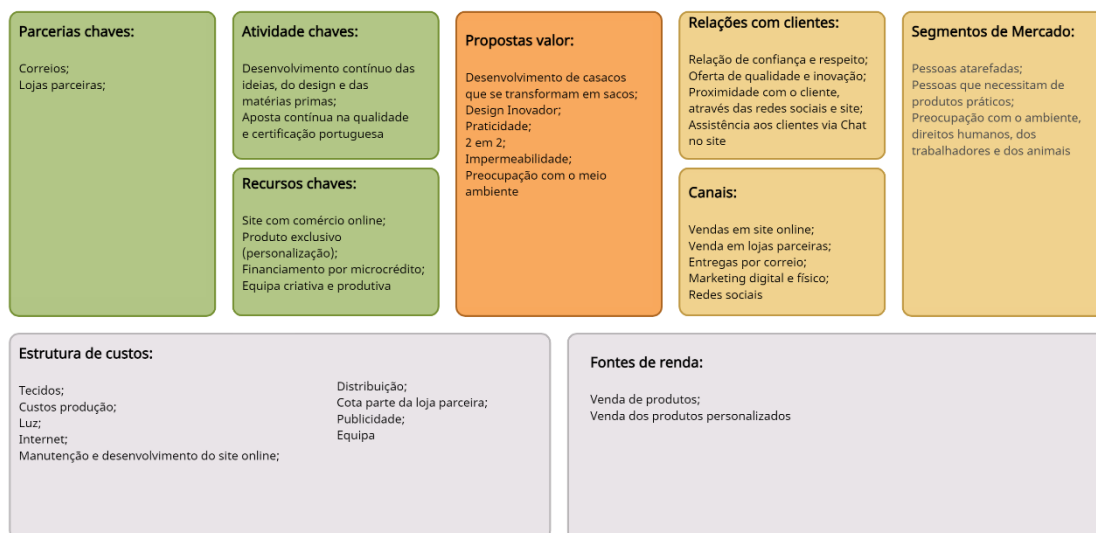 Parcerias chaves:
Correios;
Lojas parceiras;
Atividade chaves:
Desenvolvimento contínuo das
ideias, do design e das
matérias primas;
Aposta contínua na qualidade
e certificação portuguesa
Recursos chaves:
Site com comércio online;
Produto exclusivo
(personalização);
Financiamento por microcrédito;
Equipa criativa e produtiva
Propostas valor:
Desenvolvimento de casacos
que se transformam em sacos;
Design Inovador;
Praticidade;
2 em 2;
Impermeabilidade;
Preocupação com o meio
ambiente
Relações com clientes:
Relação de confiança e respeito;
Oferta de qualidade e inovação;
Proximidade com o cliente,
através das redes sociais e site;
Assistência aos clientes via Chat
no site
Canais:
Vendas em site online;
Venda em lojas parceiras;
Entregas por correio;
Marketing digital e físico;
Redes sociais
Segmentos de Mercado:
Pessoas atarefadas;
Pessoas que necessitam de
produtos práticos;
Preocupação com o ambiente,
direitos humanos, dos
trabalhadores e dos animais
Estrutura de custos:
Tecidos;
Custos produção;
Luz;
Internet;
Manutenção e desenvolvimento do site online;
Distribuição;
Cota parte da loja parceira;
Publicidade;
Equipa
Fontes de renda:
Venda de produtos;
Venda dos produtos personalizados